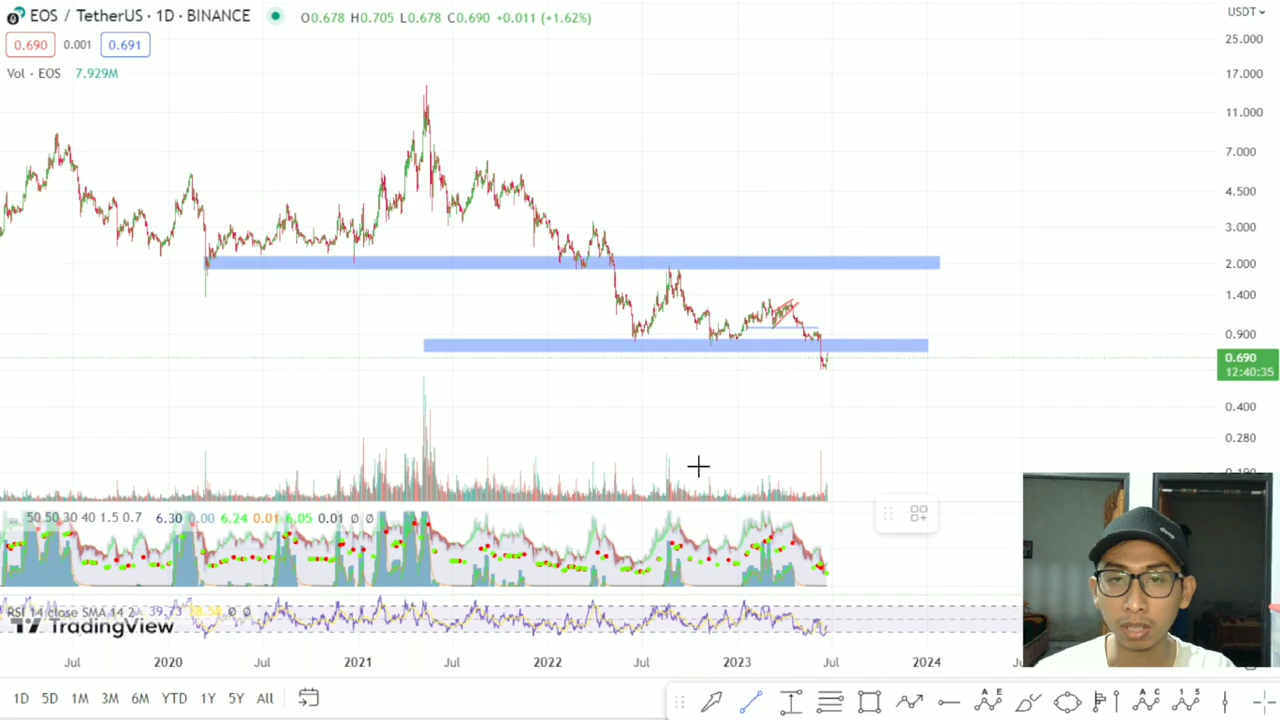 EOS / TetherUS · 1D · BINANCE O0.678 H0.705 L0.678 C0.690 +0.011 (+1.62%)
USDT
0.690 0.001 0.691
Vol · EOS 7.929M
25.000
17.000
11.000
7.000
4.500
3.000
2.000
1.400
0.900
0.690
12:40:35
0.400
0.280
50 50 30 40 1.5 0.7 6.30 0.00 6.24 0.01 6.05 0.01 Ø Ø
RSI 14 close SMA 14 2 39.73 Ø Ø
TradingView
Jul 2020 Jul 2021 Jul 2022 Jul 2023 Jul 2024
1D 5D 1M 3M 6M YTD 1Y 5Y All